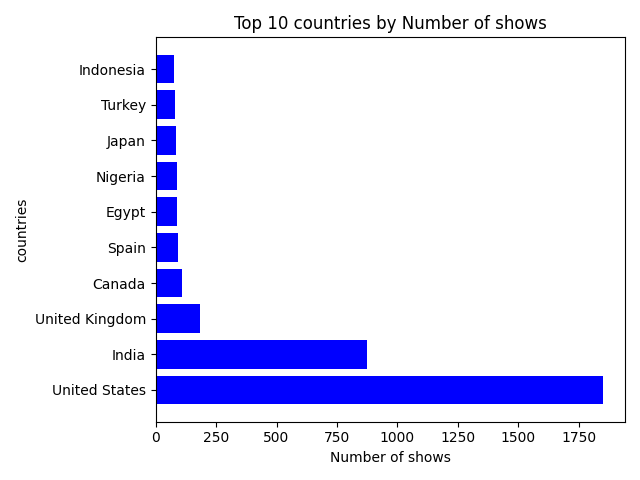 Top 10 countries by Number of shows
countries
Indonesia
Turkey
Japan
Nigeria
Egypt
Spain
Canada
United Kingdom
India
United States
0 250 500 750 1000 1250 1500 1750
Number of shows